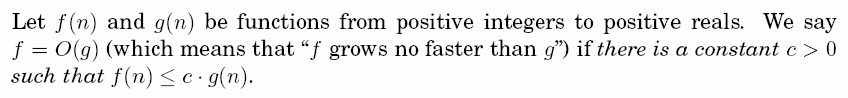 Let f(n) and g(n) be functions from positive integers to positive reals. We say
f = O(g) (which means that “f grows no faster than g”) if there is a constant c > 0
such that f(n) ≤ c · g(n).